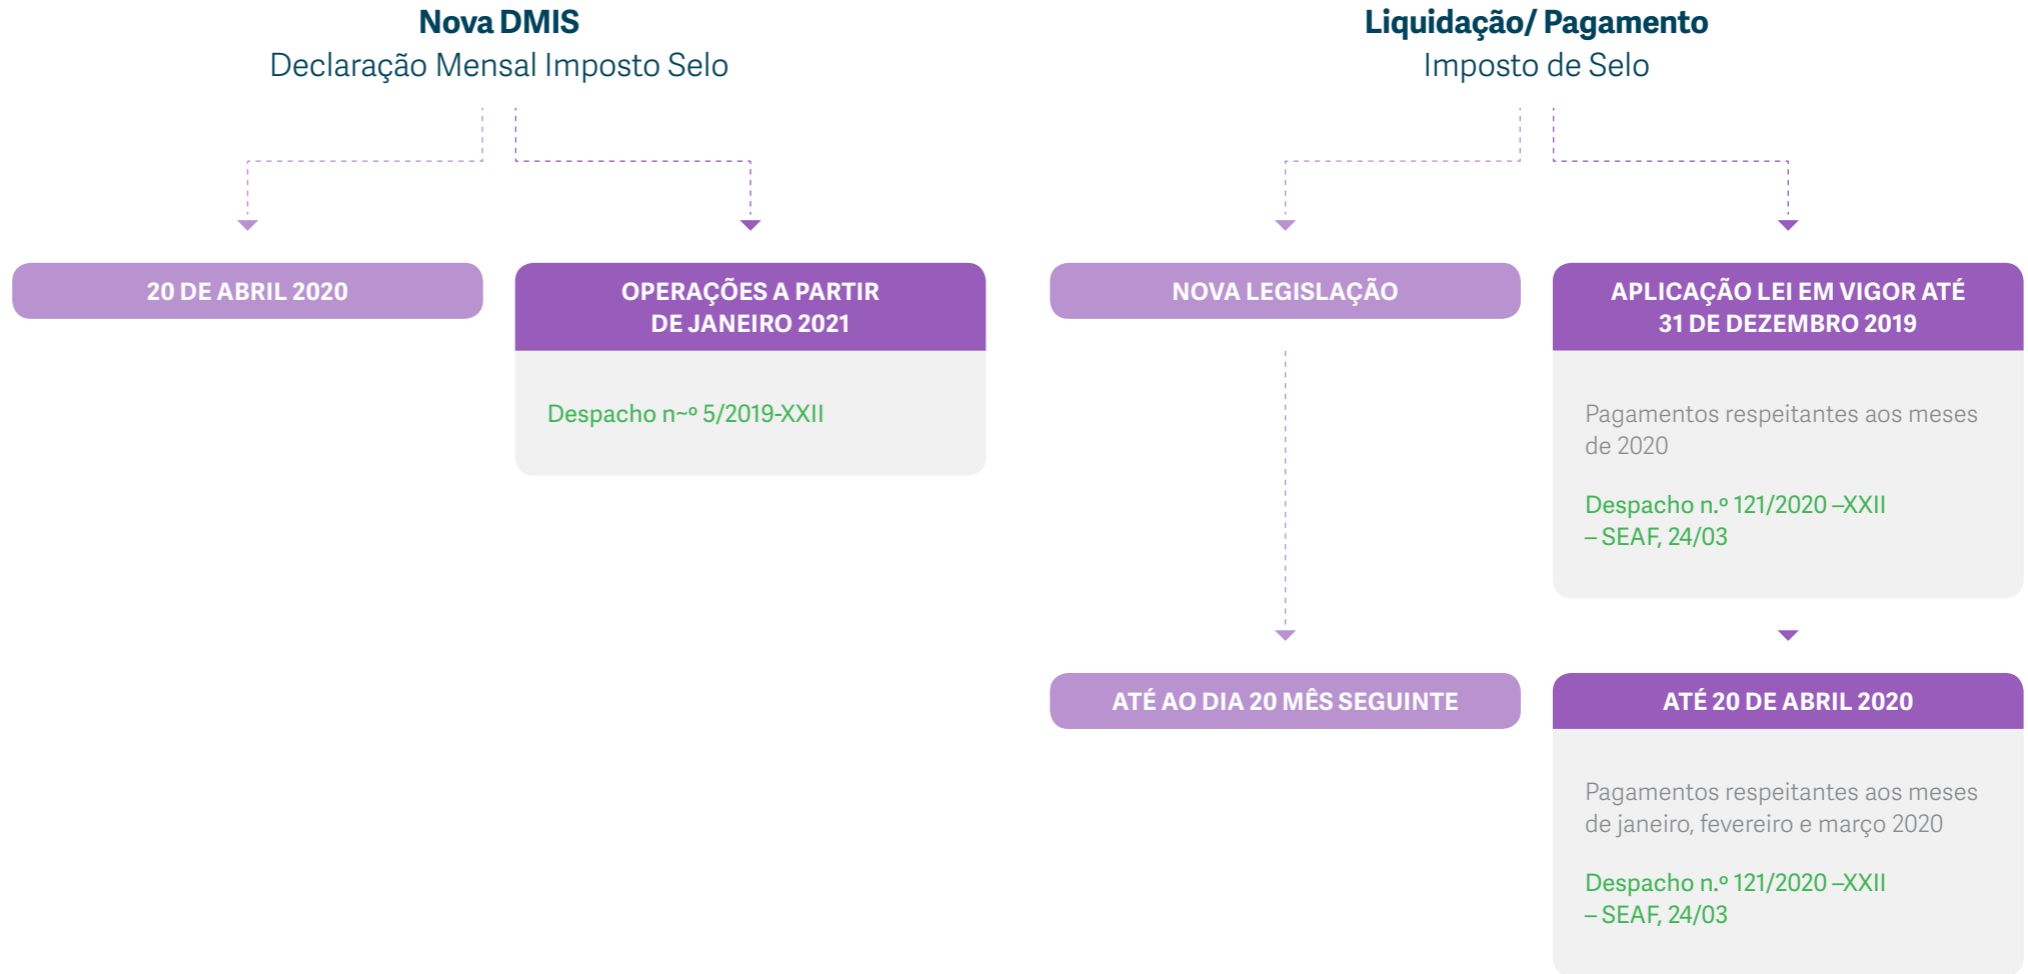 Nova DMIS
Declaração Mensal Imposto Selo
20 DE ABRIL 2020
OPERAÇÕES A PARTIR
DE JANEIRO 2021
Despacho n~º 5/2019-XXII
Liquidação/ Pagamento
Imposto de Selo
NOVA LEGISLAÇÃO
ATÉ AO DIA 20 MÊS SEGUINTE
APLICAÇÃO LEI EM VIGOR ATÉ
31 DE DEZEMBRO 2019
Pagamentos respeitantes aos meses
de 2020
Despacho n.º 121/2020 –XXII
– SEAF, 24/03
ATÉ 20 DE ABRIL 2020
Pagamentos respeitantes aos meses
de janeiro, fevereiro e março 2020
Despacho n.º 121/2020 –XXII
– SEAF, 24/03